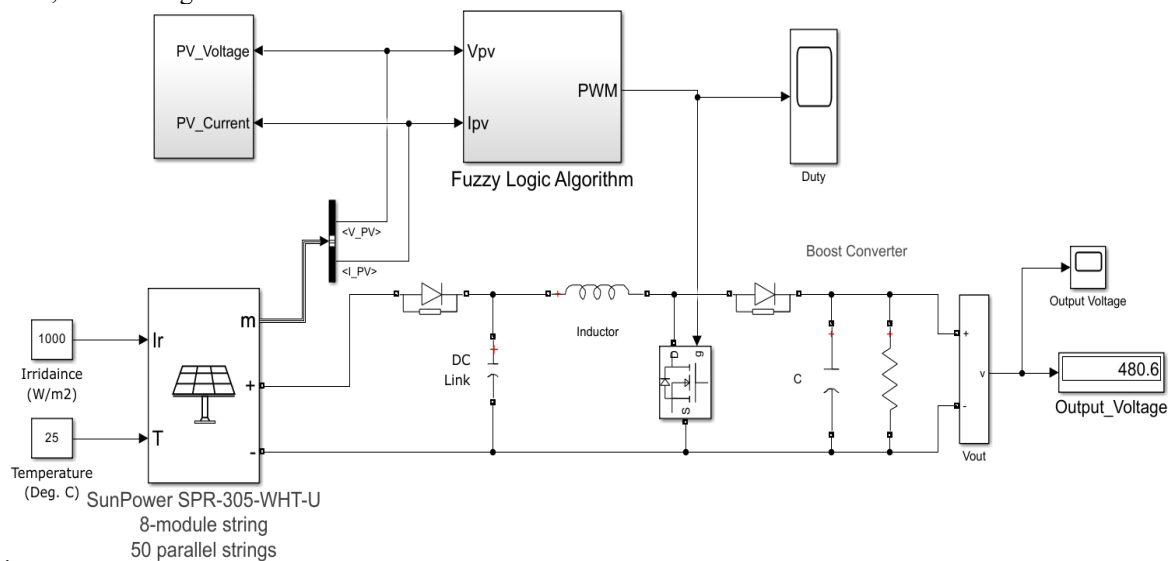 PV_Voltage
PV_Current
Vpv
Ipv
PWM
Fuzzy Logic Algorithm
Duty
<V_PV>
<I_PV>
Boost Converter
Output Voltage
480.6
Output_Voltage
Inductor
DC
Link
D
g
S
C
+
v
-
Vout
1000
Irridaince
(W/m2)
25
Temperature
(Deg. C)
Ir
T
m
+
-
SunPower SPR-305-WHT-U
8-module string
50 parallel strings